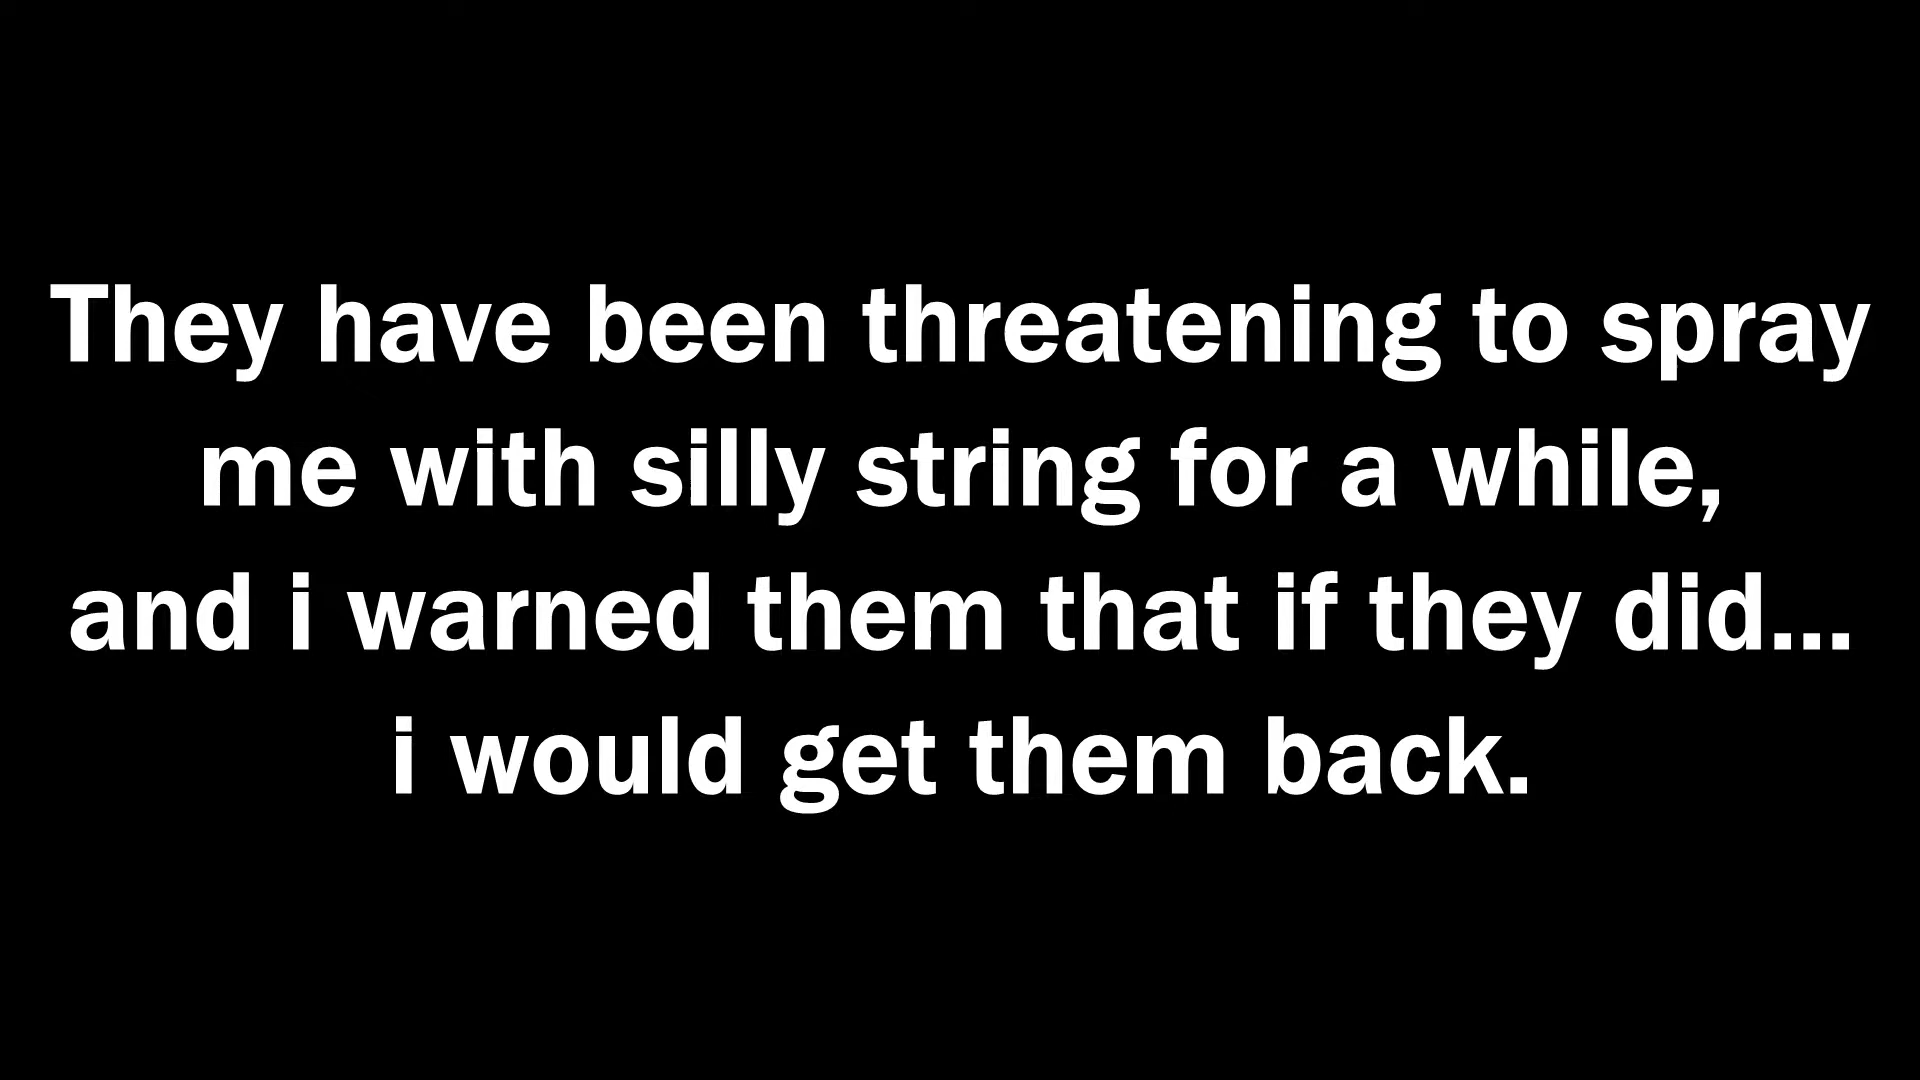 They have been threatening to spray
me with silly string for a while,
and i warned them that if they did...
i would get them back.